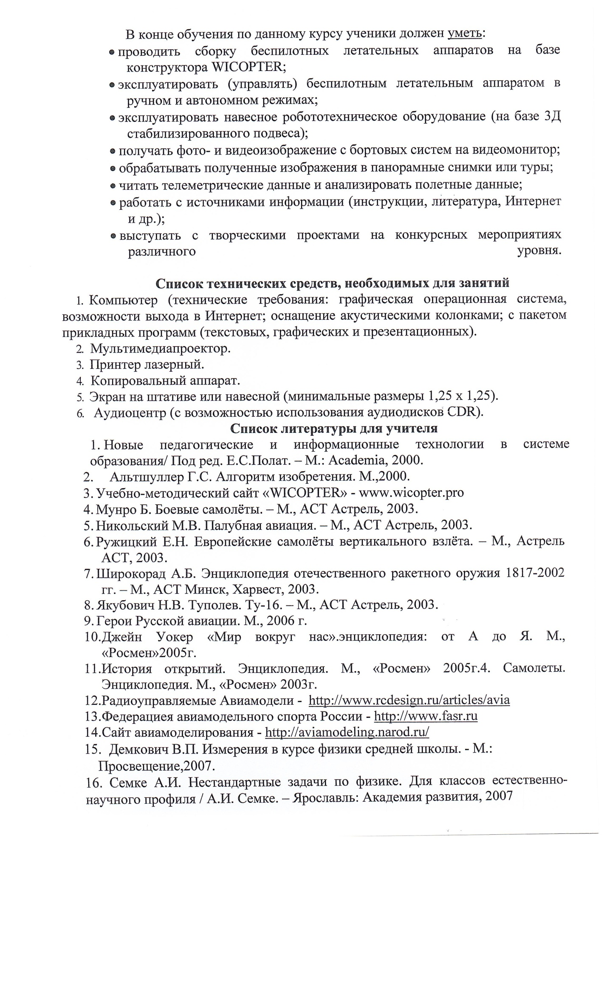 В конце обучения по данному курсу ученики должен уметь:
• проводить сборку беспилотных летательных аппаратов на базе
конструктора WICOPTER;
• эксплуатировать (управлять) беспилотным летательным аппаратом в
ручном и автономном режимах;
• эксплуатировать навесное робототехническое оборудование (на базе 3Д
стабилизированного подвеса);
• получать фото- и видеоизображение с бортовых систем на видеомонитор;
• обрабатывать полученные изображения в панорамные снимки или туры;
• читать телеметрические данные и анализировать полетные данные;
• работать с источниками информации (инструкции, литература, Интернет
и др.);
• выступать с творческими проектами на конкурсных мероприятиях
различного уровня.
Список технических средств, необходимых для занятий
1. Компьютер (технические требования: графическая операционная система,
возможности выхода в Интернет; оснащение акустическими колонками; с пакетом
прикладных программ (текстовых, графических и презентационных).
2. Мультимедиапроектор.
3. Принтер лазерный.
4. Копировальный аппарат.
5. Экран на штативе или навесной (минимальные размеры 1,25 х 1,25).
6. Аудиоцентр (с возможностью использования аудиодисков CDR).
Список литературы для учителя
1. Новые педагогические и информационные технологии в системе
образования/ Под ред. Е.С.Полат. – М.: Academia, 2000.
2. Альтшуллер Г.С. Алгоритм изобретения. М.,2000.
3. Учебно-методический сайт «WICOPTER» - www.wicopter.pro
4. Мунро Б. Боевые самолёты. – М., АСТ Астрель, 2003.
5. Никольский М.В. Палубная авиация. – М., АСТ Астрель, 2003.
6. Ружицкий Е.Н. Европейские самолёты вертикального взлёта. – М., Астрель
АСТ, 2003.
7. Широкорад А.Б. Энциклопедия отечественного ракетного оружия 1817-2002
гг. – М., АСТ Минск, Харвест, 2003.
8. Якубович Н.В. Туполев. Ту-16. – М., АСТ Астрель, 2003.
9. Герои Русской авиации. М., 2006 г.
10.Джейн Уокер «Мир вокруг нас».энциклопедия: от А до Я. М.,
«Росмен»2005г.
11.История открытий. Энциклопедия. М., «Росмен» 2005г.4. Самолеты.
Энциклопедия. М., «Росмен» 2003г.
12.Радиоуправляемые Авиамодели - http://www.rcdesign.ru/articles/avia
13.Федерациея авиамодельного спорта России - http://www.fasr.ru
14.Сайт авиамоделирования - http://aviamodeling.narod.ru/
15. Демкович В.П. Измерения в курсе физики средней школы. - М.:
Просвещение,2007.
16. Семке А.И. Нестандартные задачи по физике. Для классов естественно-
научного профиля / А.И. Семке. – Ярославль: Академия развития, 2007